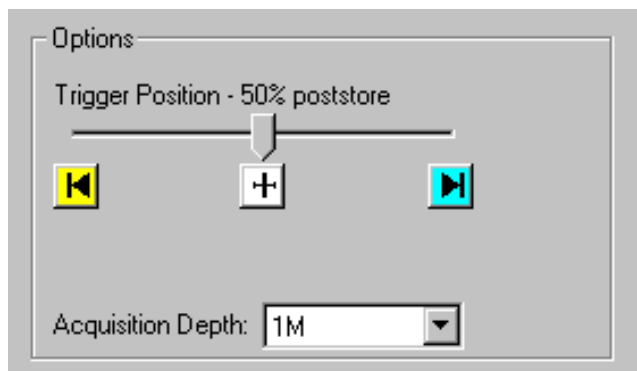 Options
Trigger Position - 50% poststore
Acquisition Depth: 1M